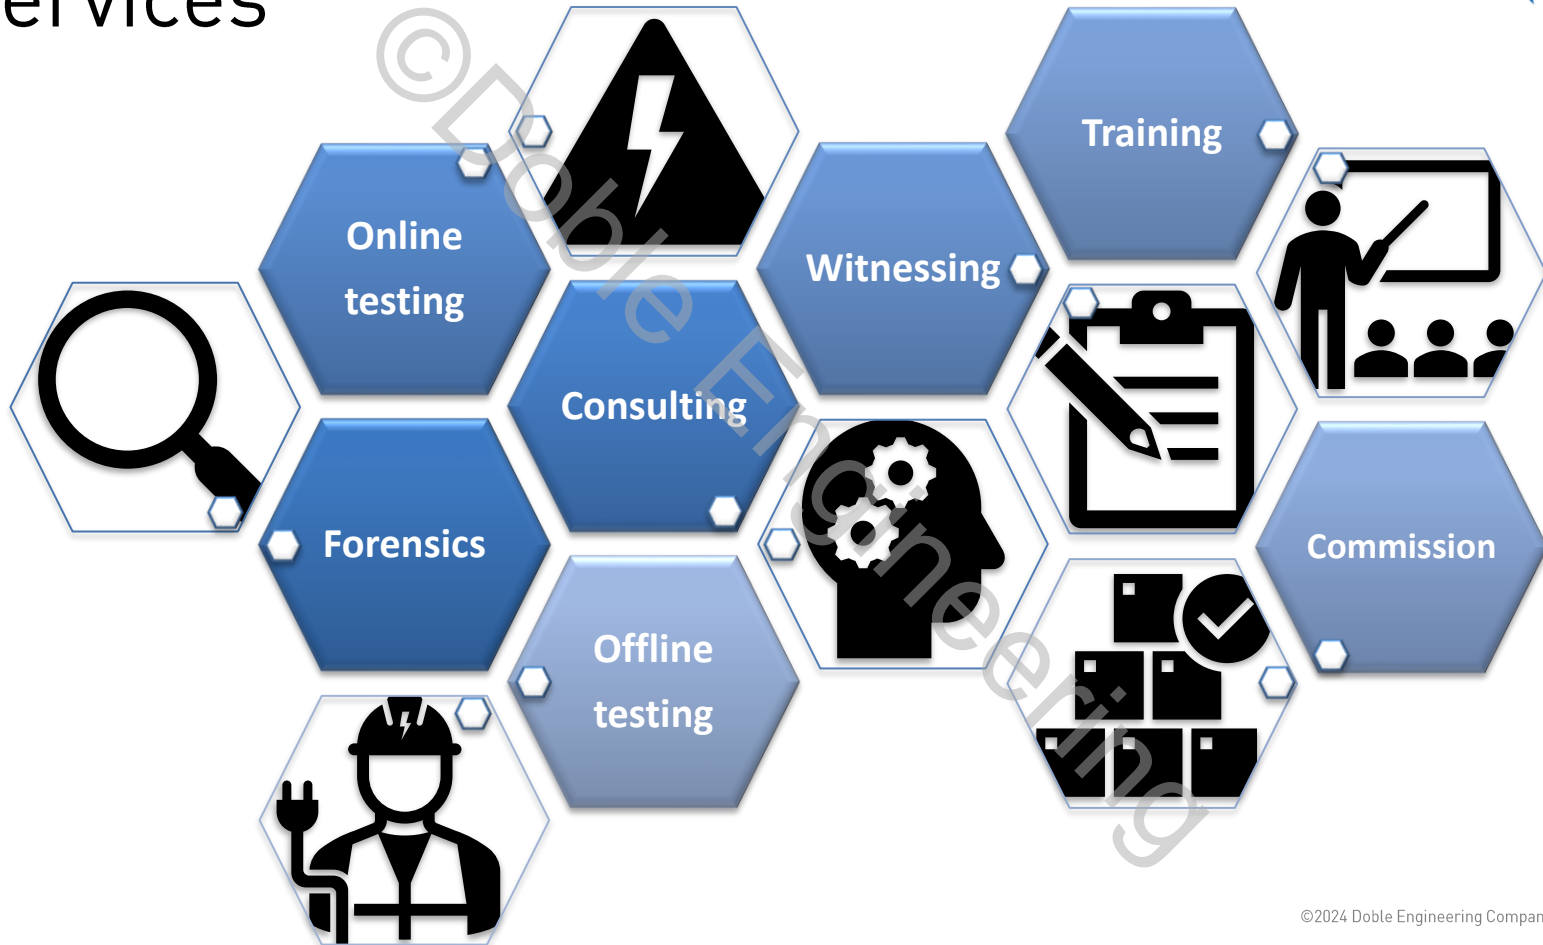 ervices
Training
Online
testing
Witnessing
Consulting
Forensics
Commission
Offline
testing
©Doble Engineering
©2024 Doble Engineering Compan